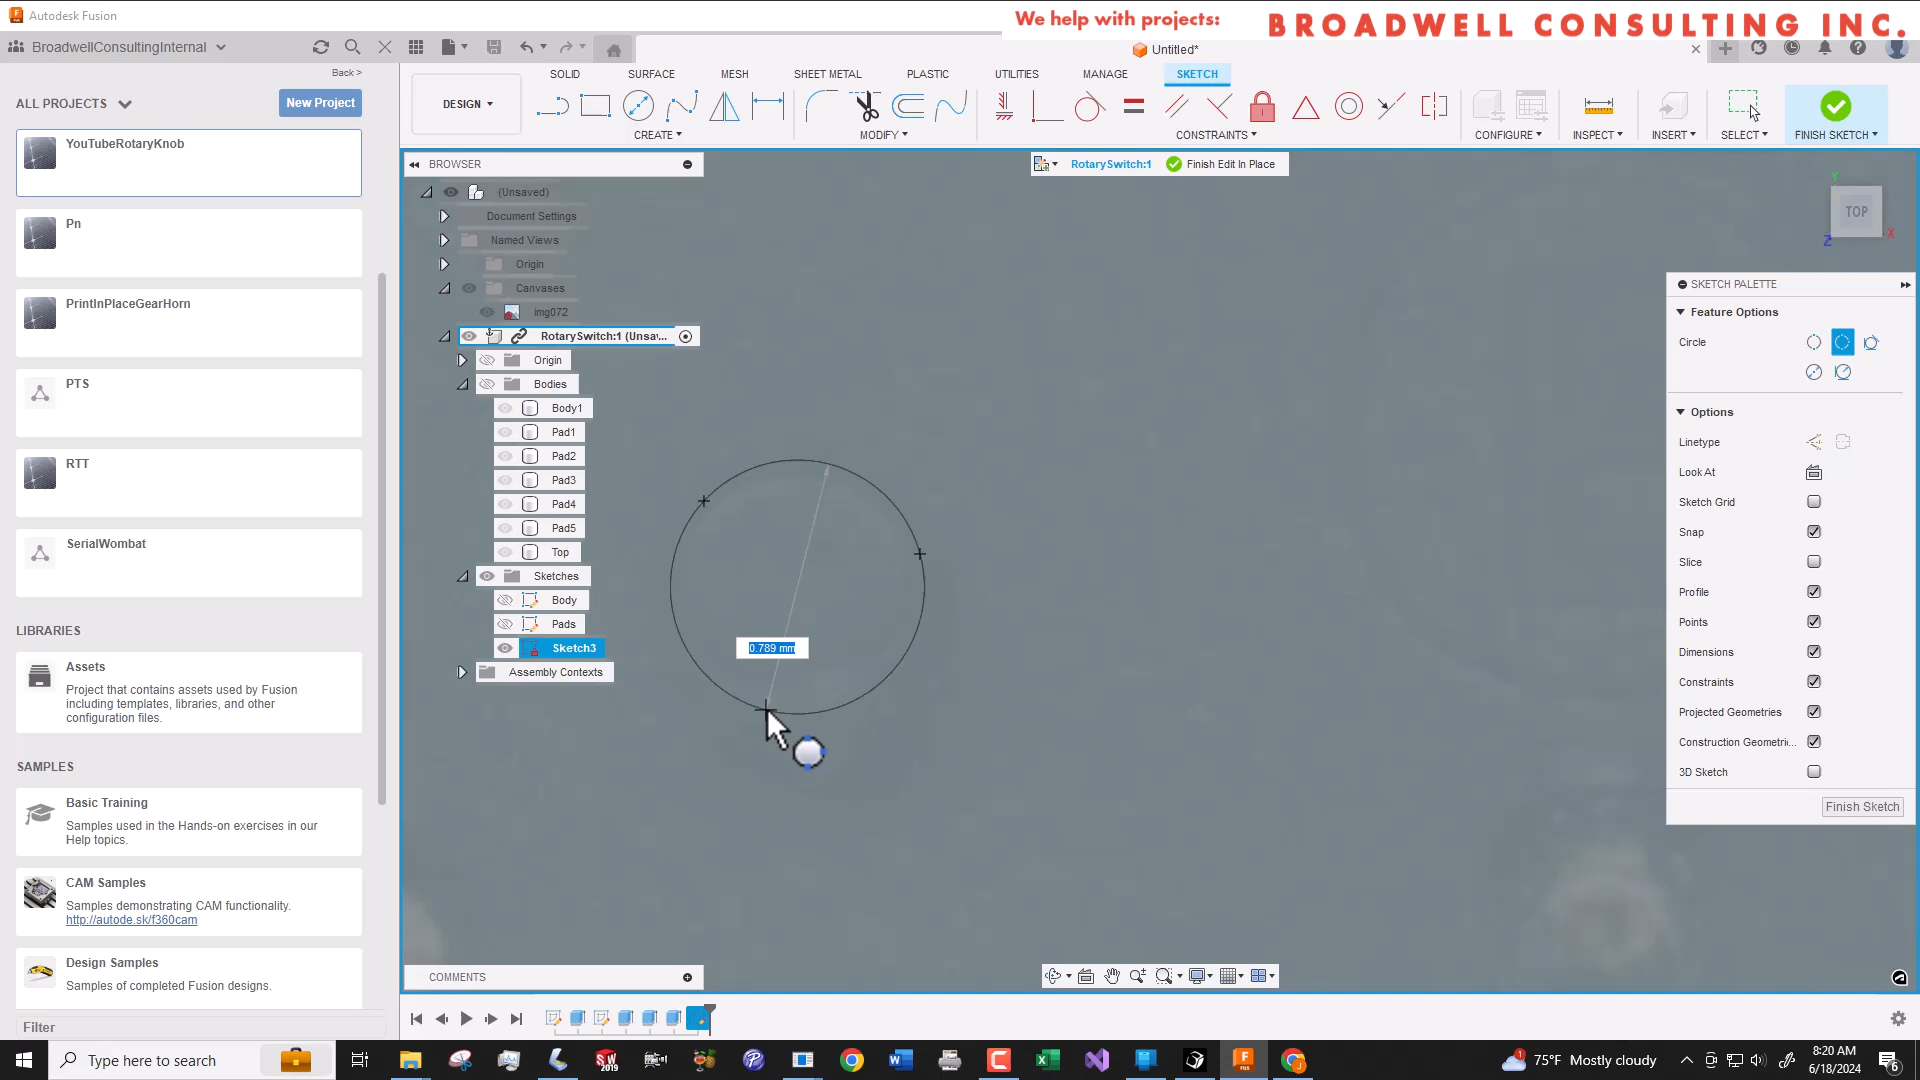 Autodesk Fusion
We help with projects:
BROADWELL CONSULTING INC.
BroadwellConsultingInternal
Untitled*
Back >
ALL PROJECTS
New Project
YouTubeRotaryKnob
Pn
PrintInPlaceGearHorn
PTS
RTT
SerialWombat
LIBRARIES
Assets
Project that contains assets used by Fusion
including templates, libraries, and other
configuration files.
SAMPLES
Basic Training
Samples used in the Hands-on exercises in our
Help topics.
CAM Samples
Samples demonstrating CAM functionality.
http://autode.sk/f360cam
Design Samples
Samples of completed Fusion designs.
Filter
DESIGN
SOLID
SURFACE
MESH
SHEET METAL
PLASTIC
UTILITIES
MANAGE
SKETCH
CREATE
MODIFY
CONSTRAINTS
CONFIGURE
INSPECT
INSERT
SELECT
FINISH SKETCH
BROWSER
RotarySwitch:1
Finish Edit In Place
(Unsaved)
Document Settings
Named Views
Origin
Canvases
img072
RotarySwitch:1 (Unsa...
Origin
Bodies
Body1
Pad1
Pad2
Pad3
Pad4
Pad5
Top
Sketches
Body
Pads
Sketch3
Assembly Contexts
0.789 mm
Y
TOP
X
Z
SKETCH PALETTE
Feature Options
Circle
Options
Linetype
Look At
Sketch Grid
Snap
Slice
Profile
Points
Dimensions
Constraints
Projected Geometries
Construction Geometri...
3D Sketch
Finish Sketch
COMMENTS
Type here to search
SW
2019
75°F Mostly cloudy
8:20 AM
6/18/2024